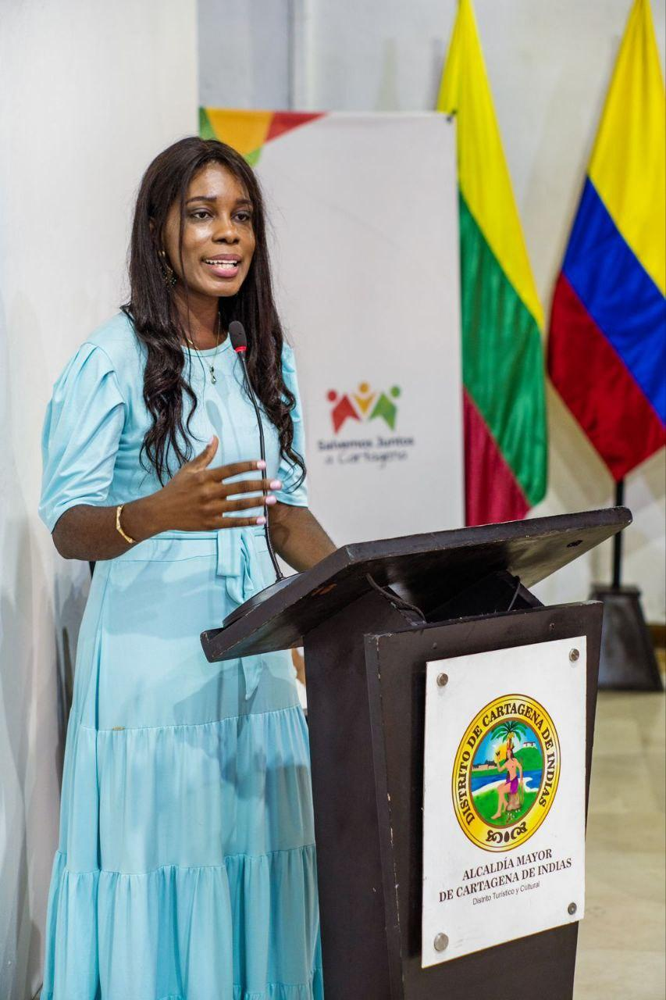 Salvemos Juntos
a Cartagena
DISTRITO DE CARTAGENA DE INDIAS
ALCALDÍA MAYOR
DE CARTAGENA DE INDIAS
Distrito Turístico y Cultural